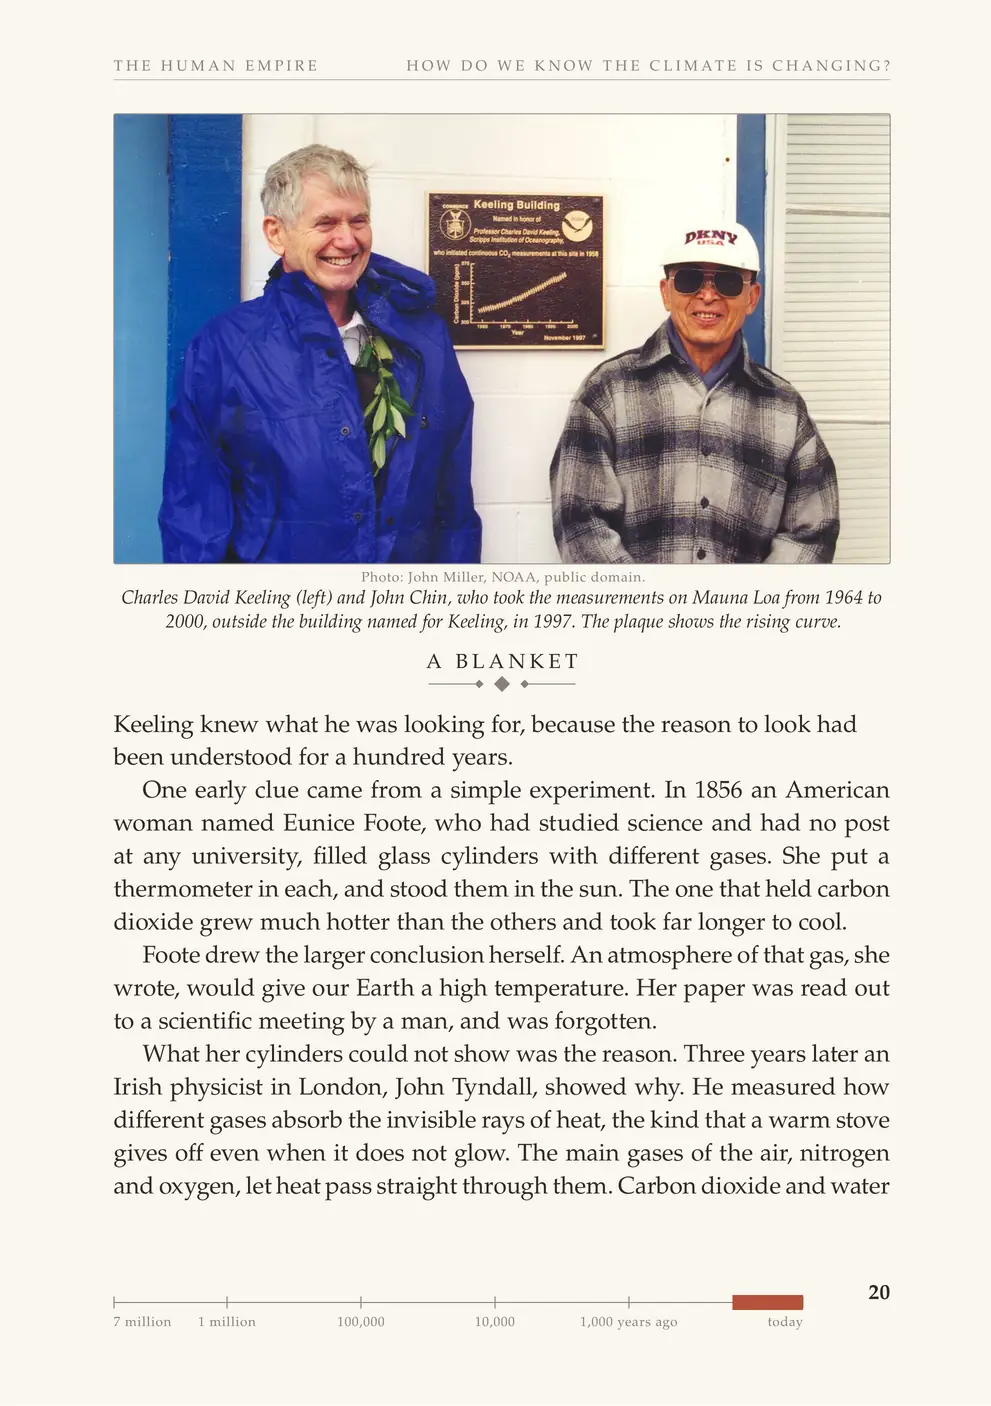 THE HUMAN EMPIRE
HOW DO WE KNOW THE CLIMATE IS CHANGING?
COMMERCE
Keeling Building
Named in honor of
Professor Charles David Keeling,
Scripps Institution of Oceanography,
who initiated continuous CO₂ measurements at this site in 1958
Carbon Dioxide (ppm)
Year
November 1997
DKNY
USA
Photo: John Miller, NOAA, public domain.
Charles David Keeling (left) and John Chin, who took the measurements on Mauna Loa from 1964 to
2000, outside the building named for Keeling, in 1997. The plaque shows the rising curve.
A BLANKET
Keeling knew what he was looking for, because the reason to look had
been understood for a hundred years.
One early clue came from a simple experiment. In 1856 an American
woman named Eunice Foote, who had studied science and had no post
at any university, filled glass cylinders with different gases. She put a
thermometer in each, and stood them in the sun. The one that held carbon
dioxide grew much hotter than the others and took far longer to cool.
Foote drew the larger conclusion herself. An atmosphere of that gas, she
wrote, would give our Earth a high temperature. Her paper was read out
to a scientific meeting by a man, and was forgotten.
What her cylinders could not show was the reason. Three years later an
Irish physicist in London, John Tyndall, showed why. He measured how
different gases absorb the invisible rays of heat, the kind that a warm stove
gives off even when it does not glow. The main gases of the air, nitrogen
and oxygen, let heat pass straight through them. Carbon dioxide and water
20
7 million
1 million
100,000
10,000
1,000 years ago
today